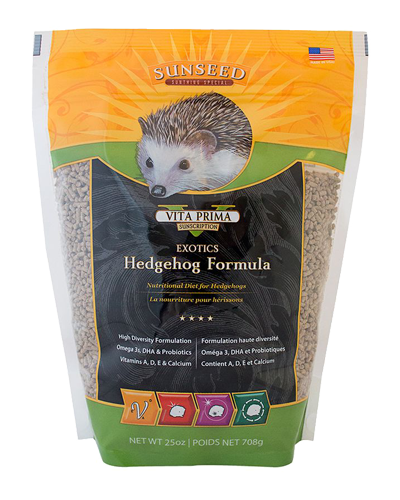 SUNSEED
SOMETHING SPECIAL
VITA PRIMA
SUNSCRIPTION
EXOTICS
Hedgehog Formula
Nutritional Diet for Hedgehogs
La nourriture pour hérissons
High Diversity Formulation
Omega 3s, DHA & Probiotics
Vitamins A, D, E & Calcium
Formulation haute diversité
Oméga 3, DHA et Probiotiques
Contient A, D, E et Calcium
V
NET WT 25oz | POIDS NET 708g